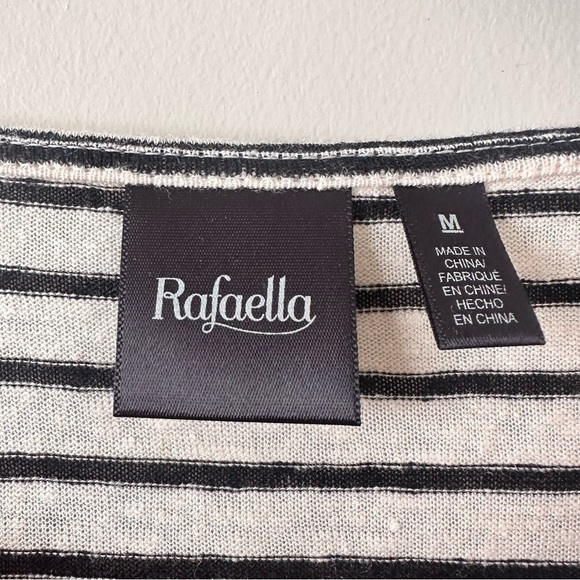 Rafaella
M
MADE IN
CHINA/
FABRIQUÉ
EN CHINE/
HECHO
EN CHINA